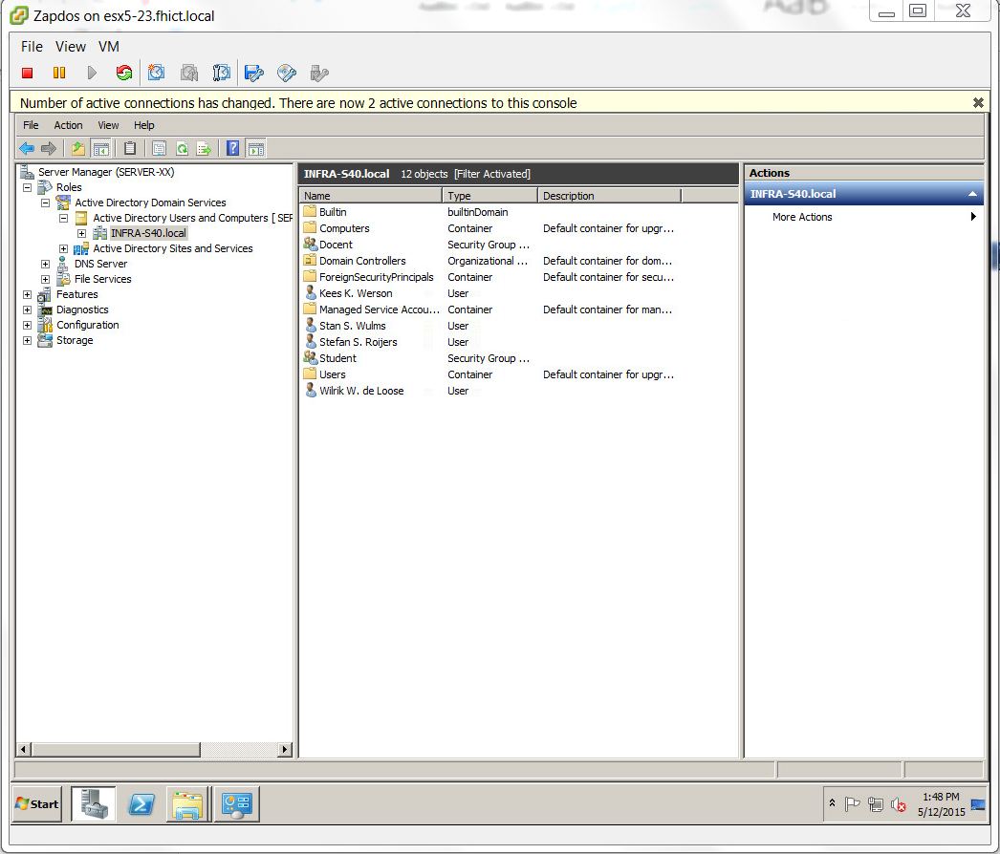 Zapdos on esx5-23.fhict.local
File View VM
Number of active connections has changed. There are now 2 active connections to this console
File Action View Help
Server Manager (SERVER-XX)
Roles
Active Directory Domain Services
Active Directory Users and Computers [ SER
INFRA-S40.local
Active Directory Sites and Services
DNS Server
File Services
Features
Diagnostics
Configuration
Storage
INFRA-S40.local 12 objects [Filter Activated]
Name Type Description
Builtin builtinDomain
Computers Container Default container for upgr...
Docent Security Group ...
Domain Controllers Organizational ... Default container for dom...
ForeignSecurityPrincipals Container Default container for secu...
Kees K. Werson User
Managed Service Accou... Container Default container for man...
Stan S. Wulms User
Stefan S. Roijers User
Student Security Group ...
Users Container Default container for upgr...
Wilrik W. de Loose User
Actions
INFRA-S40.local
More Actions
Start
1:48 PM
5/12/2015